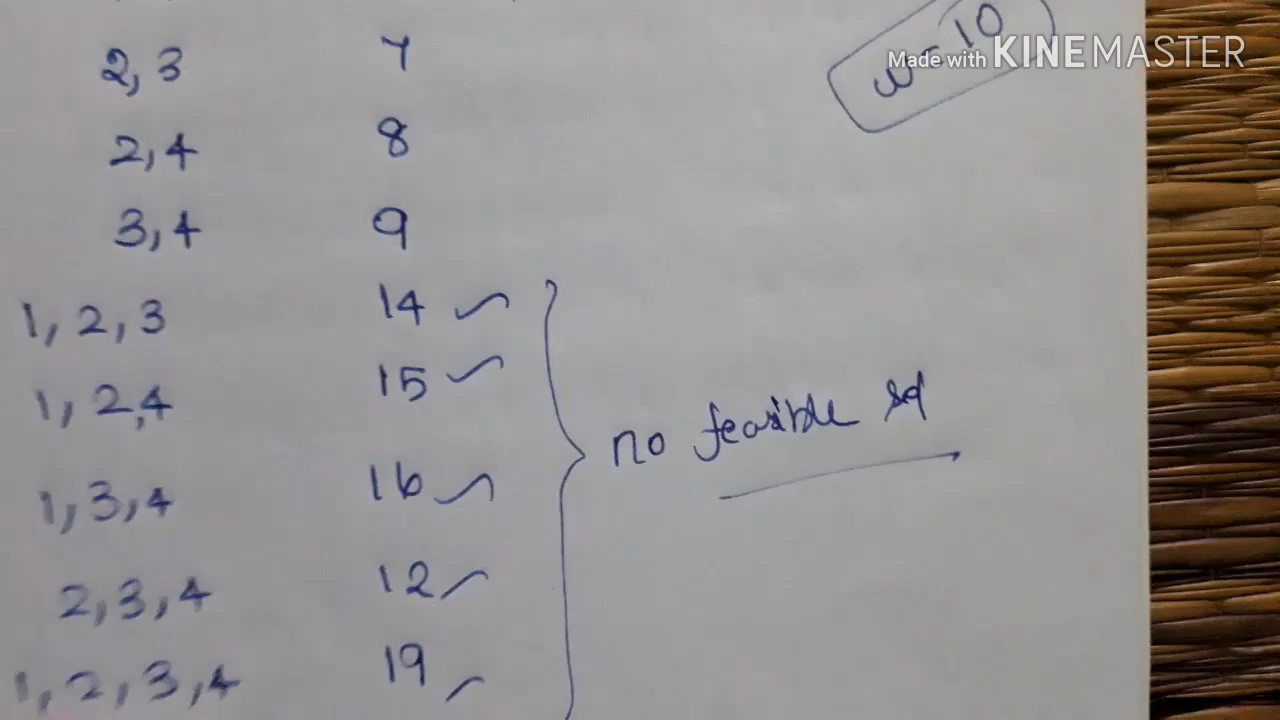 w = 10
Made with KINEMASTER
2, 3 7
2, 4 8
3, 4 9
1, 2, 3 14
1, 2, 4 15
1, 3, 4 16
no feasible
2, 3, 4 12
1, 2, 3, 4 19